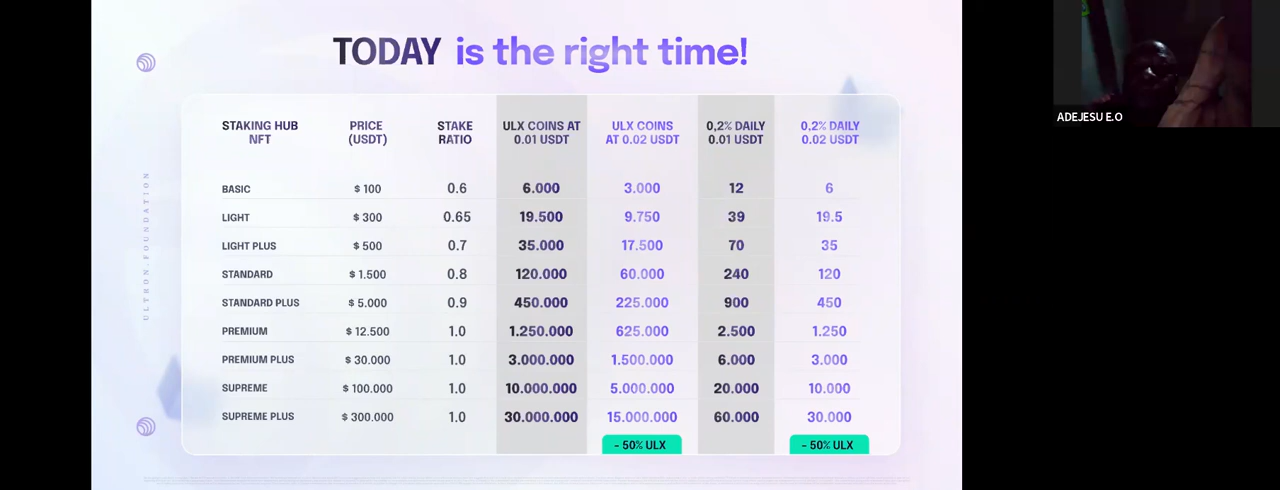 TODAY is the right time!
ADEJESU E.O
STAKING HUB NFT PRICE (USDT) STAKE RATIO ULX COINS AT 0.01 USDT ULX COINS AT 0.02 USDT 0,2% DAILY 0.01 USDT 0,2% DAILY 0.02 USDT
BASIC $ 100 0.6 6.000 3.000 12 6
LIGHT $ 300 0.65 19.500 9.750 39 19.5
LIGHT PLUS $ 500 0.7 35.000 17.500 70 35
STANDARD $ 1.500 0.8 120.000 60.000 240 120
STANDARD PLUS $ 5.000 0.9 450.000 225.000 900 450
PREMIUM $ 12.500 1.0 1.250.000 625.000 2.500 1.250
PREMIUM PLUS $ 30.000 1.0 3.000.000 1.500.000 6.000 3.000
SUPREME $ 100.000 1.0 10.000.000 5.000.000 20.000 10.000
SUPREME PLUS $ 300.000 1.0 30.000.000 15.000.000 60.000 30.000
- 50% ULX - 50% ULX
ULTRON.FOUNDATION